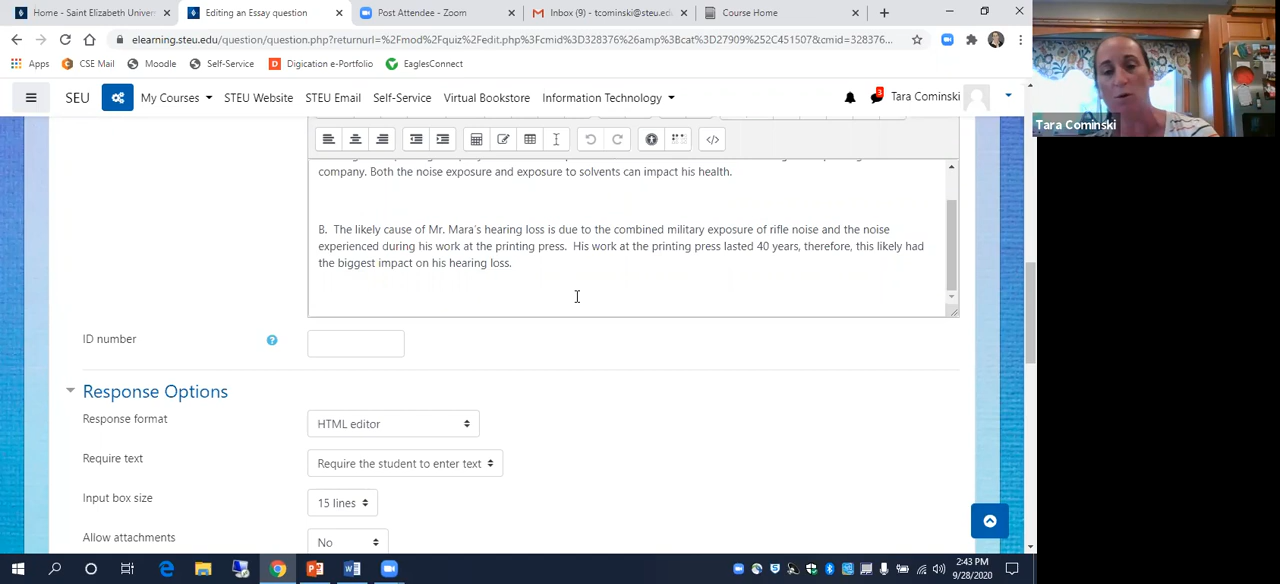 Home - Saint Elizabeth Univer
Editing an Essay question
Post Attendee - Zoom
Inbox (9) - tcominski@steu.ed
Course Home
elearning.steu.edu/question/question.php?returnurl=%2Fmod%2Fquiz%2Fedit.php%3Fcmid%3D328376%26amp%3Bcat%3D27909%252C451507&cmid=328376...
Apps
CSE Mail
Moodle
Self-Service
Digication e-Portfolio
EaglesConnect
SEU
My Courses
STEU Website
STEU Email
Self-Service
Virtual Bookstore
Information Technology
3
Tara Cominski
Tara Cominski
company. Both the noise exposure and exposure to solvents can impact his health.
B. The likely cause of Mr. Mara's hearing loss is due to the combined military exposure of rifle noise and the noise
experienced during his work at the printing press. His work at the printing press lasted 40 years, therefore, this likely had
the biggest impact on his hearing loss.
ID number
Response Options
Response format
HTML editor
Require text
Require the student to enter text
Input box size
15 lines
Allow attachments
No
2:43 PM
9/28/2020